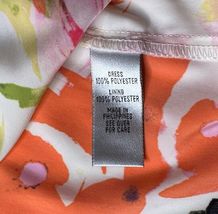 DRESS
100% POLYESTER
LINING
100% POLYESTER
MADE IN
PHILIPPINES
SEE OVER
FOR CARE